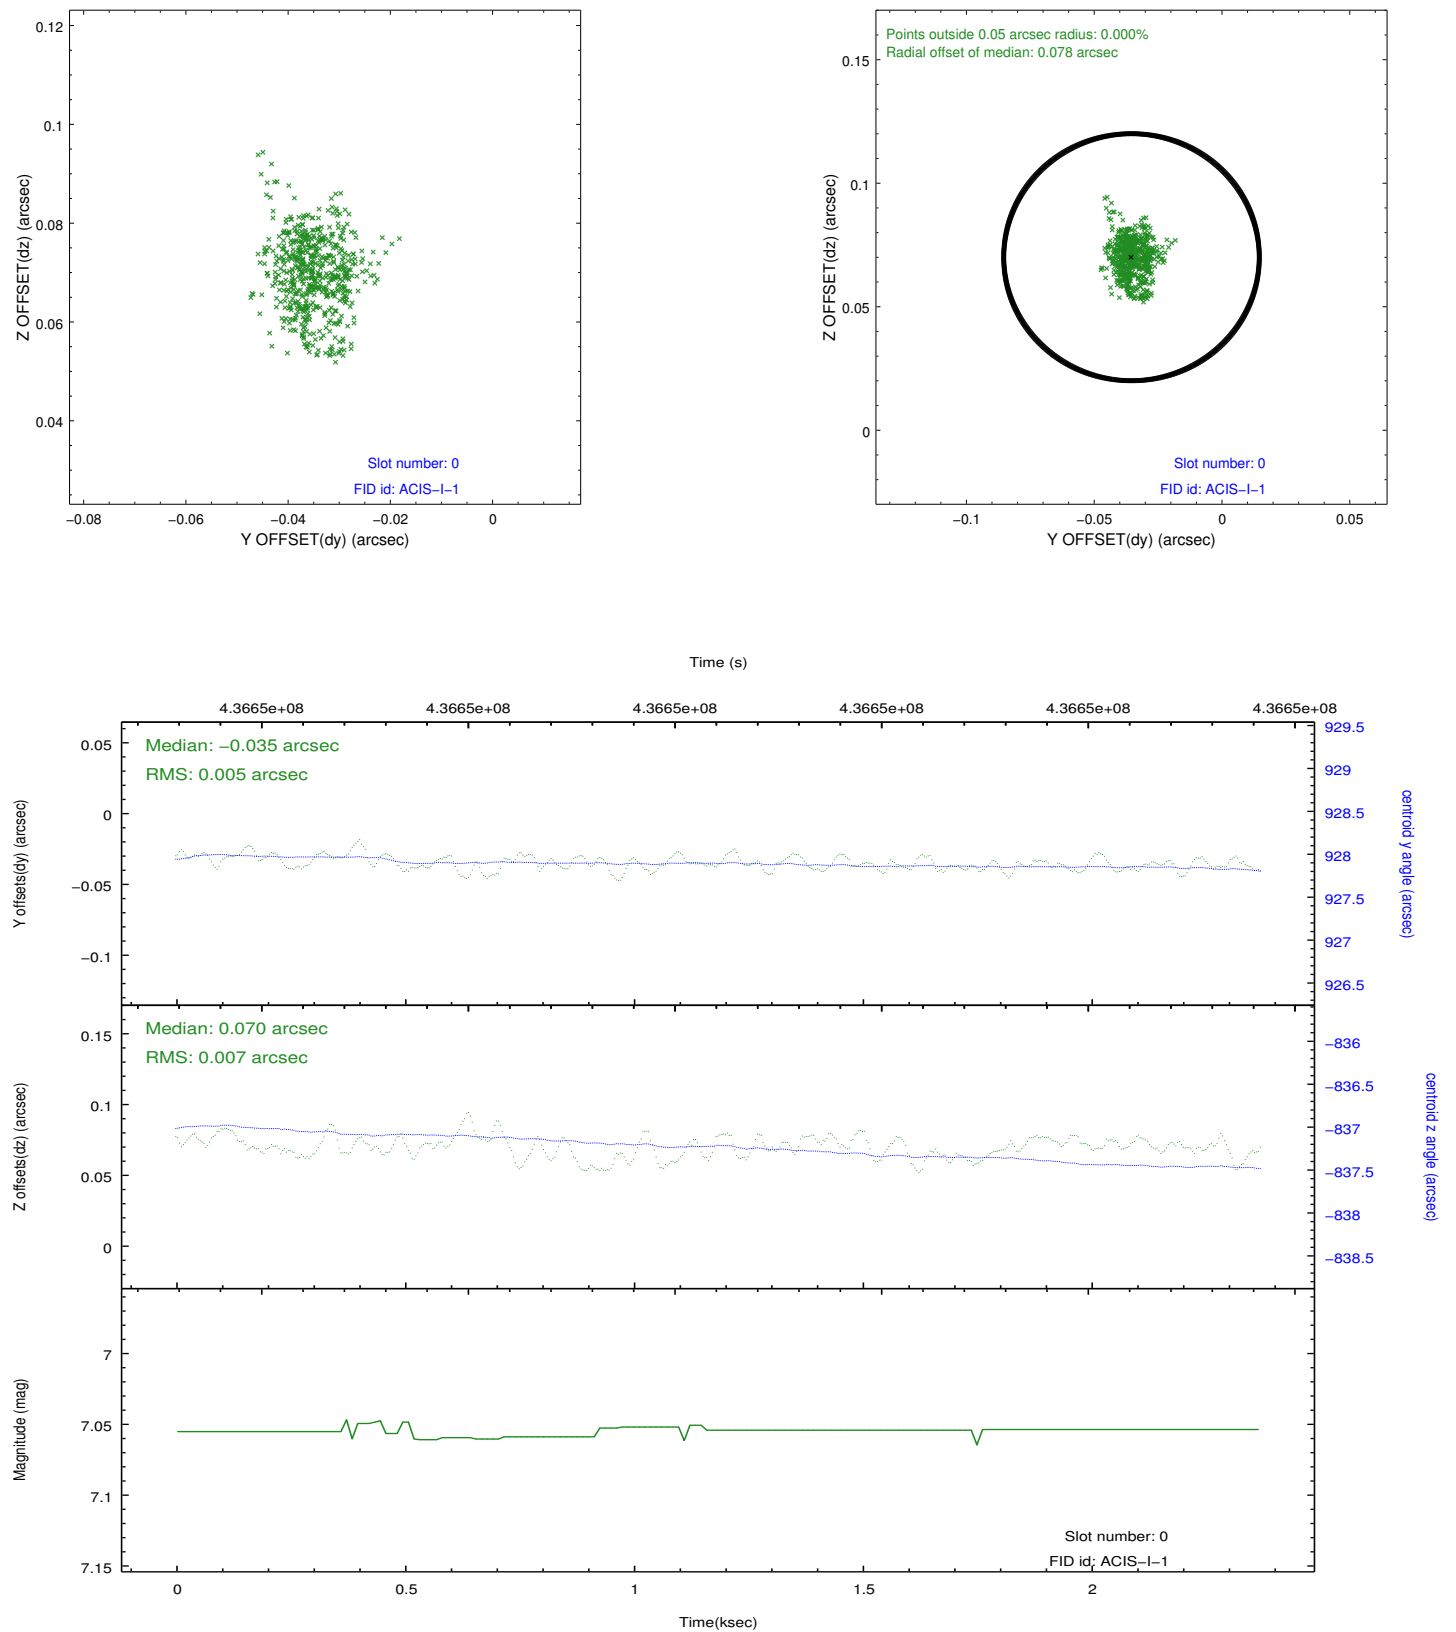 0.12
0.1
0.08
0.06
0.04
Z OFFSET(dz) (arcsec)
Slot number: 0
FID id: ACIS−I−1
−0.08
−0.06
−0.04
−0.02
0
Y OFFSET(dy) (arcsec)
Points outside 0.05 arcsec radius: 0.000%
Radial offset of median: 0.078 arcsec
0.15
0.1
0.05
0
Z OFFSET(dz) (arcsec)
Slot number: 0
FID id: ACIS−I−1
−0.1
−0.05
0
0.05
Y OFFSET(dy) (arcsec)
Time (s)
4.3665e+08
4.3665e+08
4.3665e+08
4.3665e+08
4.3665e+08
4.3665e+08
Median: −0.035 arcsec
RMS: 0.005 arcsec
0.05
0
−0.05
−0.1
Y offsets(dy) (arcsec)
929.5
929
928.5
928
927.5
927
926.5
centroid y angle (arcsec)
Median: 0.070 arcsec
RMS: 0.007 arcsec
0.15
0.1
0.05
0
Z offsets(dz) (arcsec)
−836
−836.5
−837
−837.5
−838
−838.5
centroid z angle (arcsec)
7
7.05
7.1
7.15
Magnitude (mag)
Slot number: 0
FID id: ACIS−I−1
0
0.5
1
1.5
2
Time(ksec)